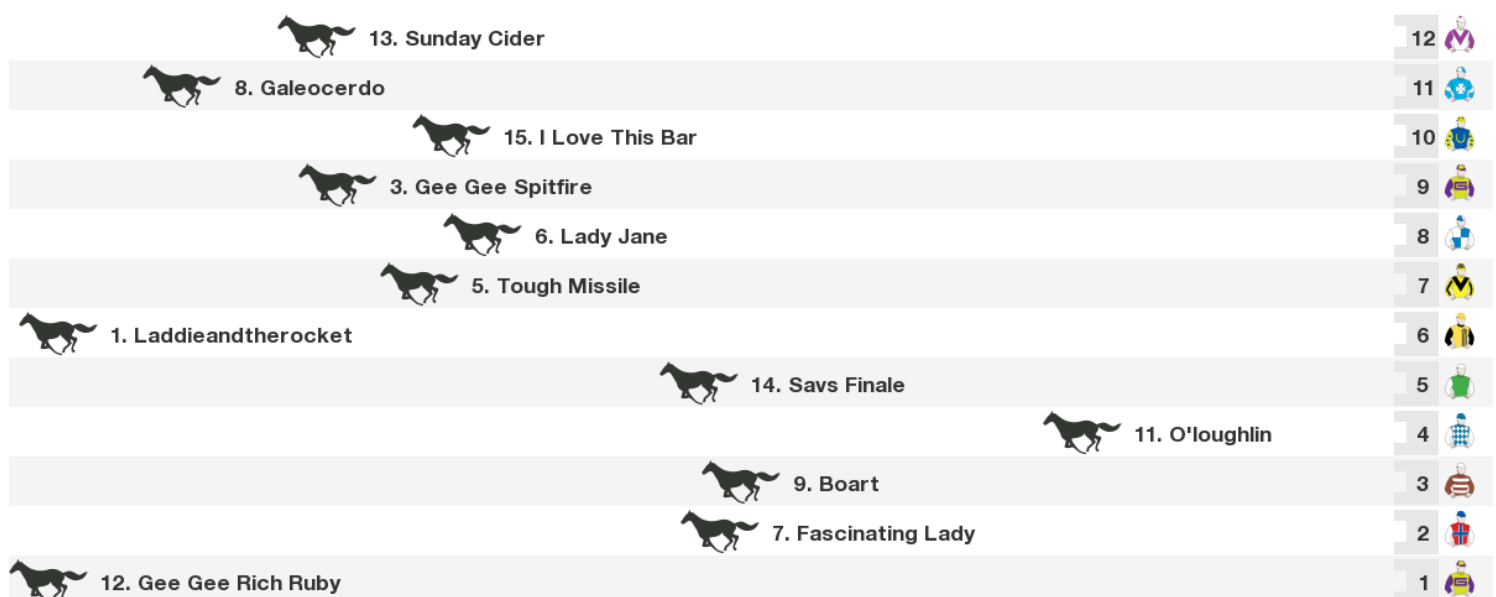 13. Sunday Cider 12
8. Galeocerdo 11
15. I Love This Bar 10
3. Gee Gee Spitfire 9
6. Lady Jane 8
5. Tough Missile 7
1. Laddieandtherocket 6
14. Savs Finale 5
11. O'loughlin 4
9. Boart 3
7. Fascinating Lady 2
12. Gee Gee Rich Ruby 1